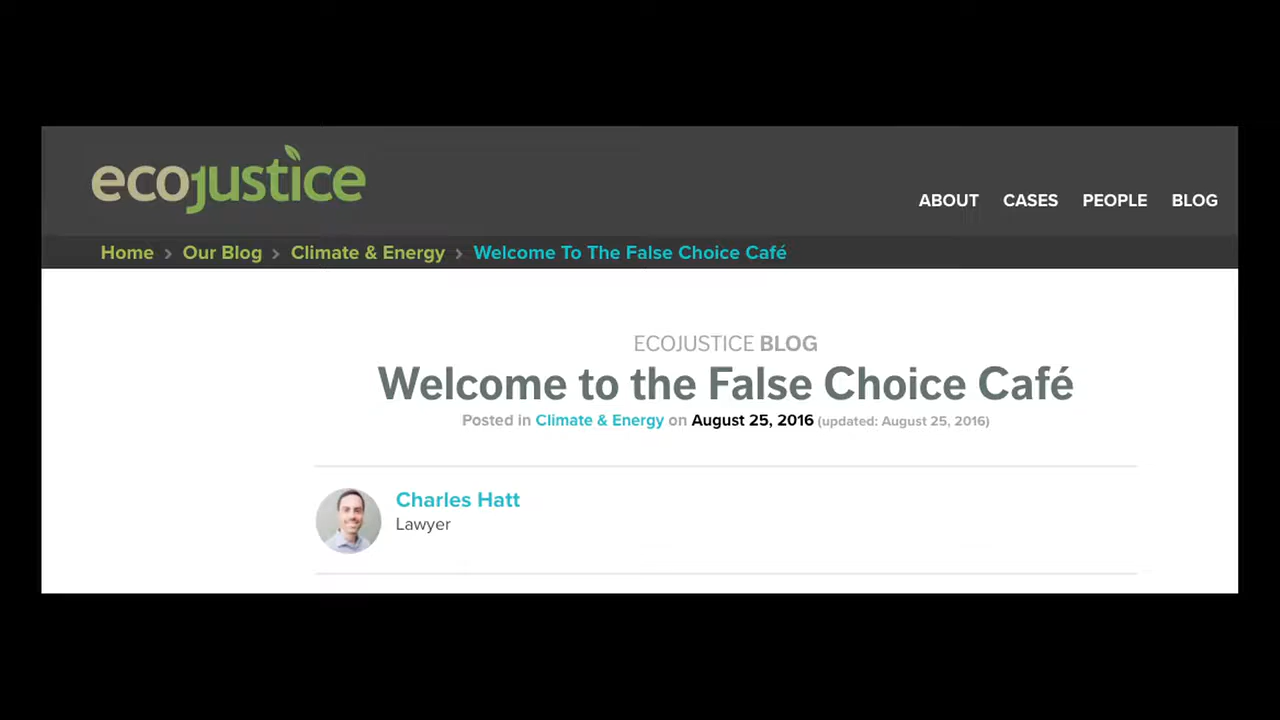 ecojustice
ABOUT CASES PEOPLE BLOG
Home > Our Blog > Climate & Energy > Welcome To The False Choice Café
ECOJUSTICE BLOG
Welcome to the False Choice Café
Posted in Climate & Energy on August 25, 2016 (updated: August 25, 2016)
Charles Hatt
Lawyer